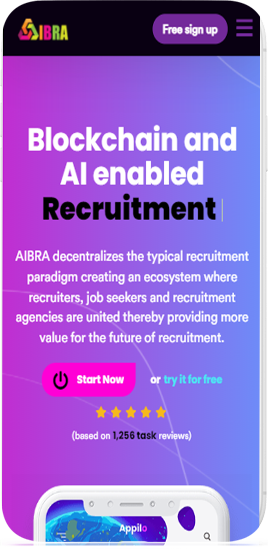 AIBRA
Free sign up
Blockchain and
AI enabled
Recruitment
AIBRA decentralizes the typical recruitment
paradigm creating an ecosystem where
recruiters, job seekers and recruitment
agencies are united thereby providing more
value for the future of recruitment.
Start Now or try it for free
(based on 1,256 task reviews)
Appilo